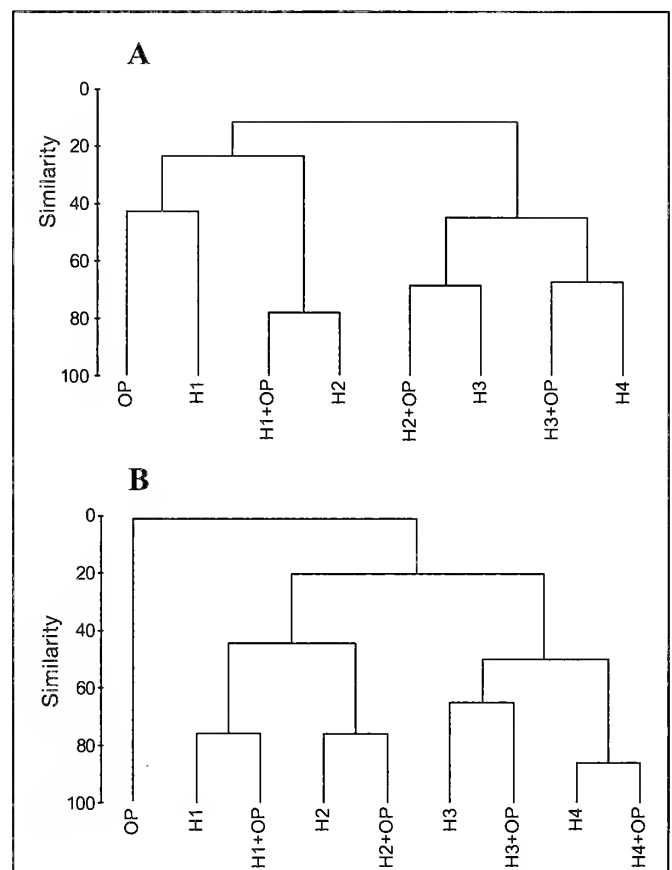 A
0
20
40
60
80
100
Similarity
OP
H1
H1+OP
H2
H2+OP
H3
H3+OP
H4
B
0
20
40
60
80
100
Similarity
OP
H1
H1+OP
H2
H2+OP
H3
H3+OP
H4
H4+OP